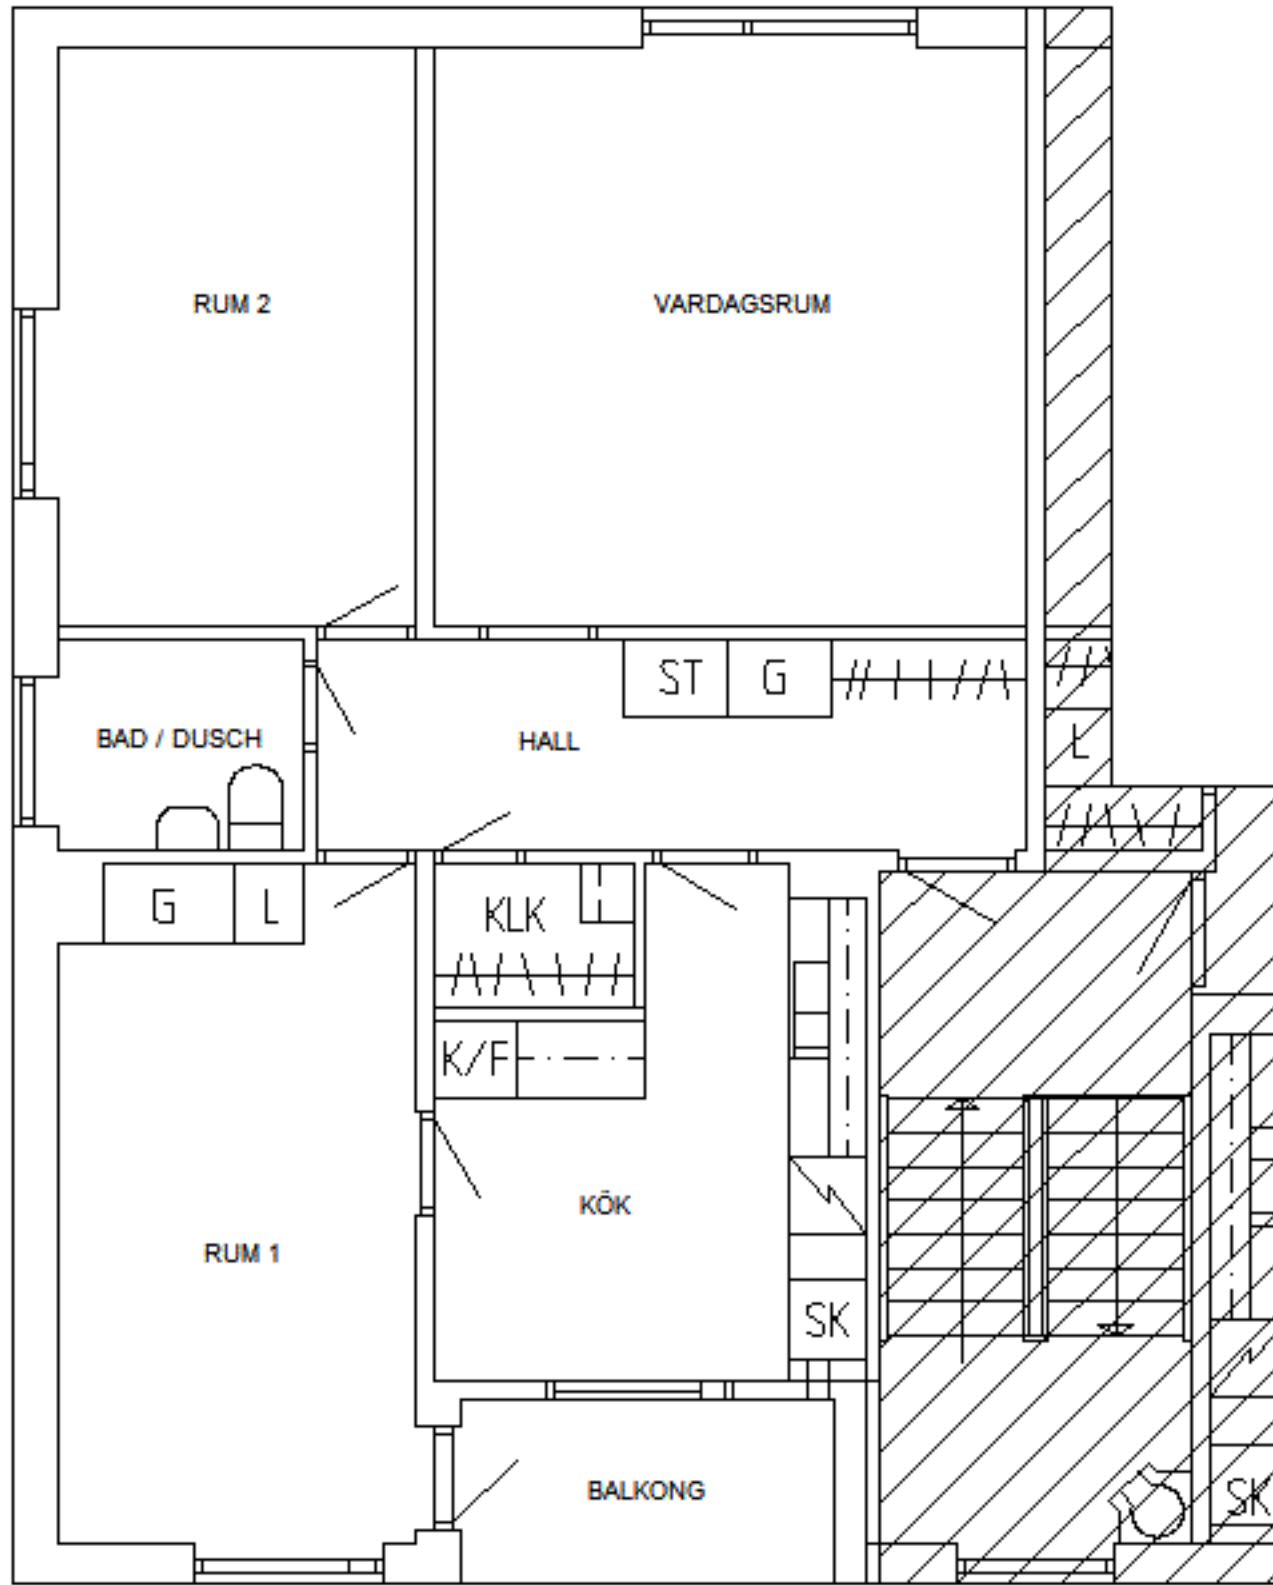 RUM 2
VARDAGSRUM
ST
G
BAD / DUSCH
HALL
L
G
L
KLK
K/F
KÖK
RUM 1
SK
BALKONG
SK